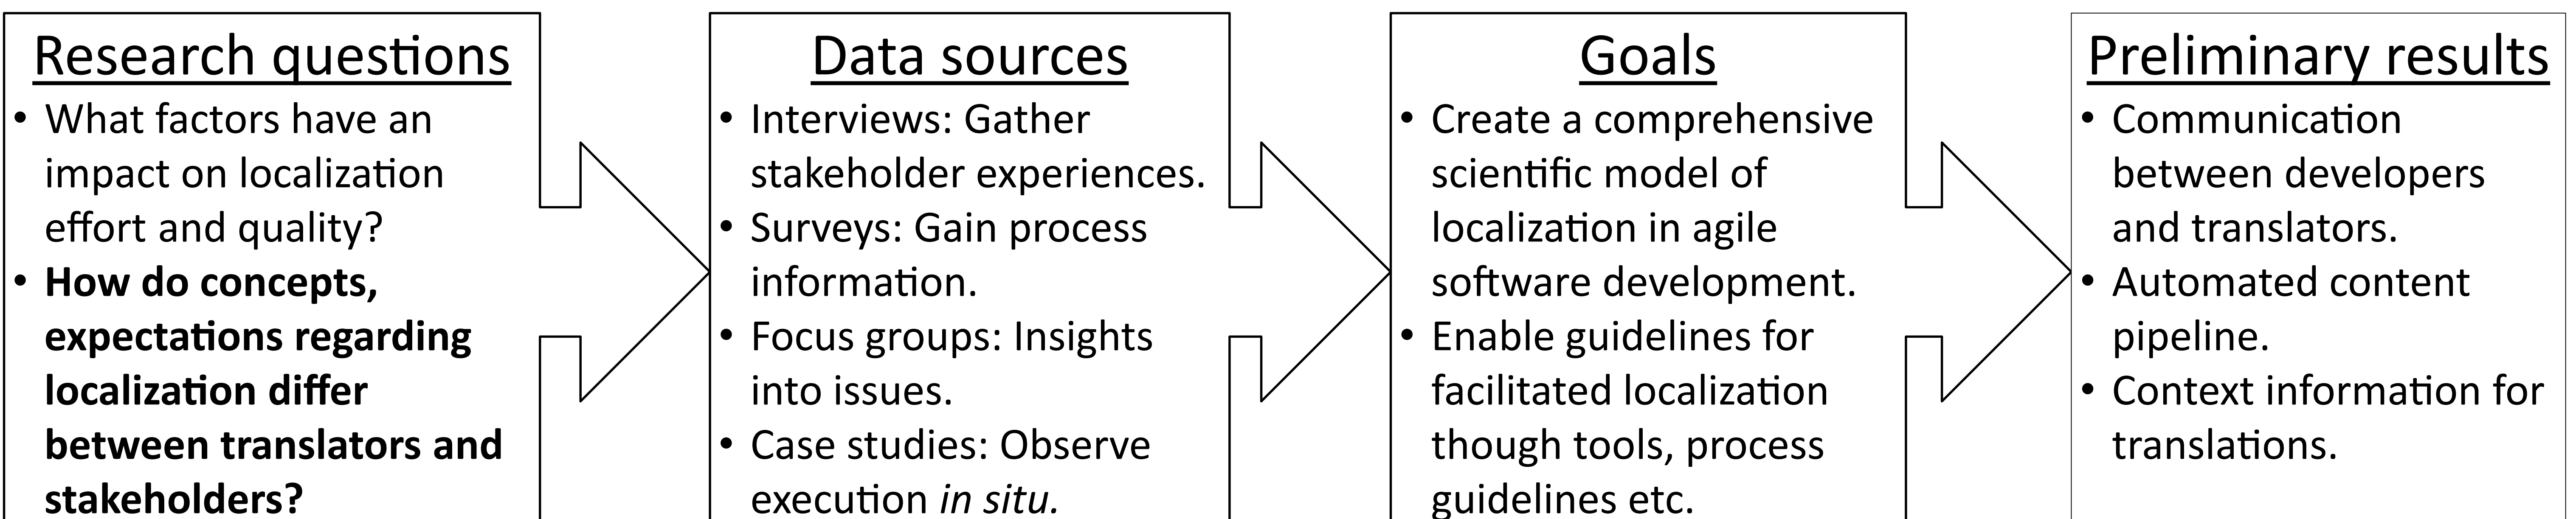 Research questions
• What factors have an
impact on localization
effort and quality?
• How do concepts,
expectations regarding
localization differ
between translators and
stakeholders?
Data sources
• Interviews: Gather
stakeholder experiences.
• Surveys: Gain process
information.
• Focus groups: Insights
into issues.
• Case studies: Observe
execution in situ.
Goals
• Create a comprehensive
scientific model of
localization in agile
software development.
• Enable guidelines for
facilitated localization
though tools, process
guidelines etc.
Preliminary results
• Communication
between developers
and translators.
• Automated content
pipeline.
• Context information for
translations.